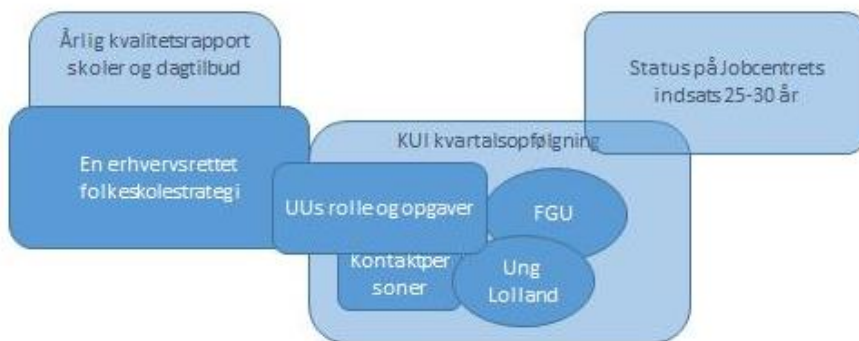 Årlig kvalitetsrapport
skoler og dagtilbud
Status på Jobcentrets
indsats 25-30 år
KUI kvartalsopfølgning
En erhvervsrettet
folkeskolestrategi
UUs rolle og opgaver
FGU
Kontaktper
soner
Ung
Lolland